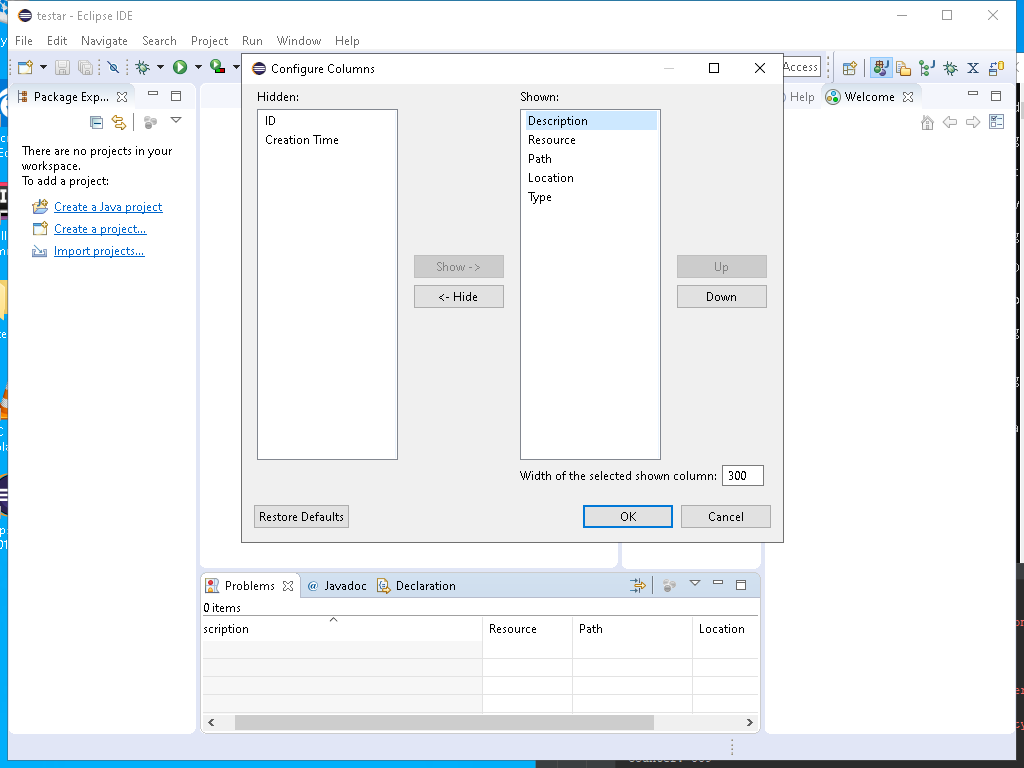 testar - Eclipse IDE
File Edit Navigate Search Project Run Window Help
Access
Configure Columns
Hidden:
ID
Creation Time
Shown:
Description
Resource
Path
Location
Type
Show ->
<- Hide
Up
Down
Width of the selected shown column: 300
Restore Defaults
OK
Cancel
Package Exp...
There are no projects in your
workspace.
To add a project:
Create a Java project
Create a project...
Import projects...
Help
Welcome
Problems @ Javadoc Declaration
0 items
scription Resource Path Location